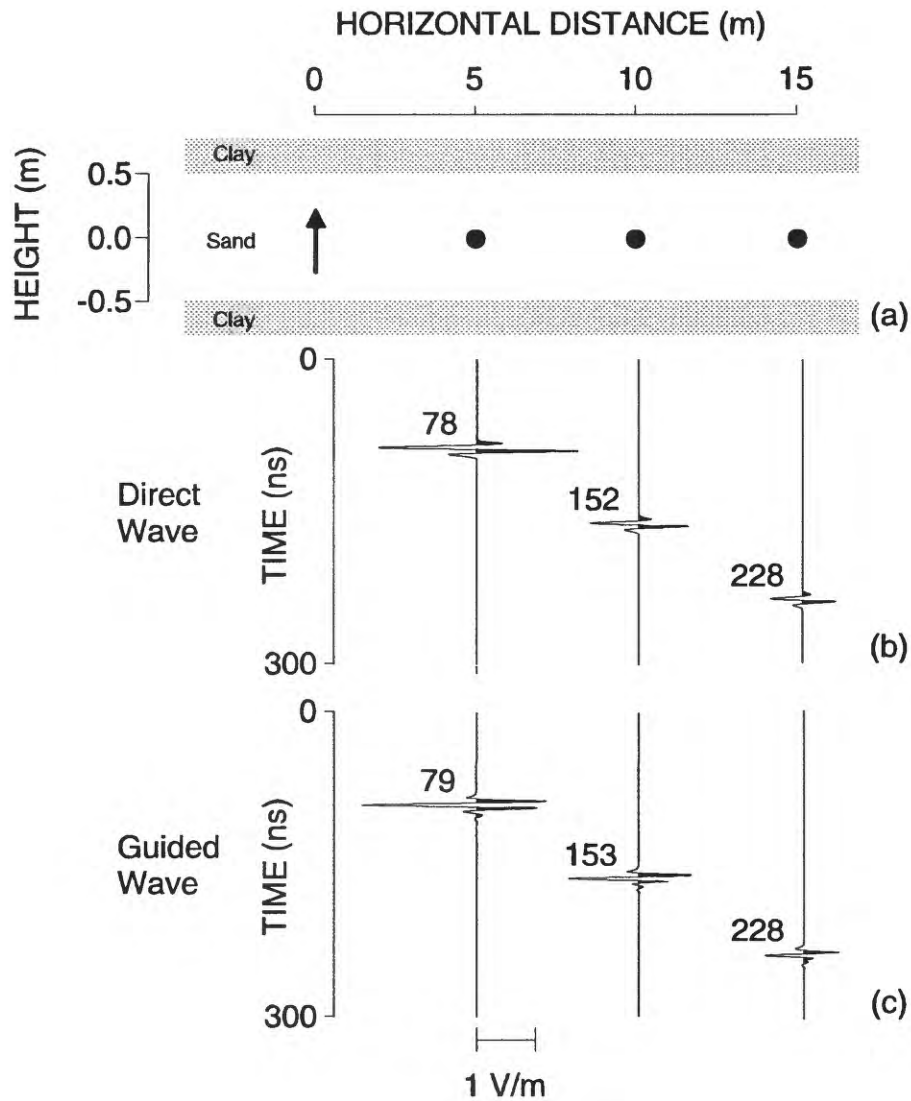 HORIZONTAL DISTANCE (m)
0 5 10 15
HEIGHT (m)
0.5
0.0
-0.5
Clay
Sand
Clay
(a)
0
300
TIME (ns)
Direct
Wave
78
152
228
(b)
0
300
TIME (ns)
Guided
Wave
79
153
228
(c)
1 V/m